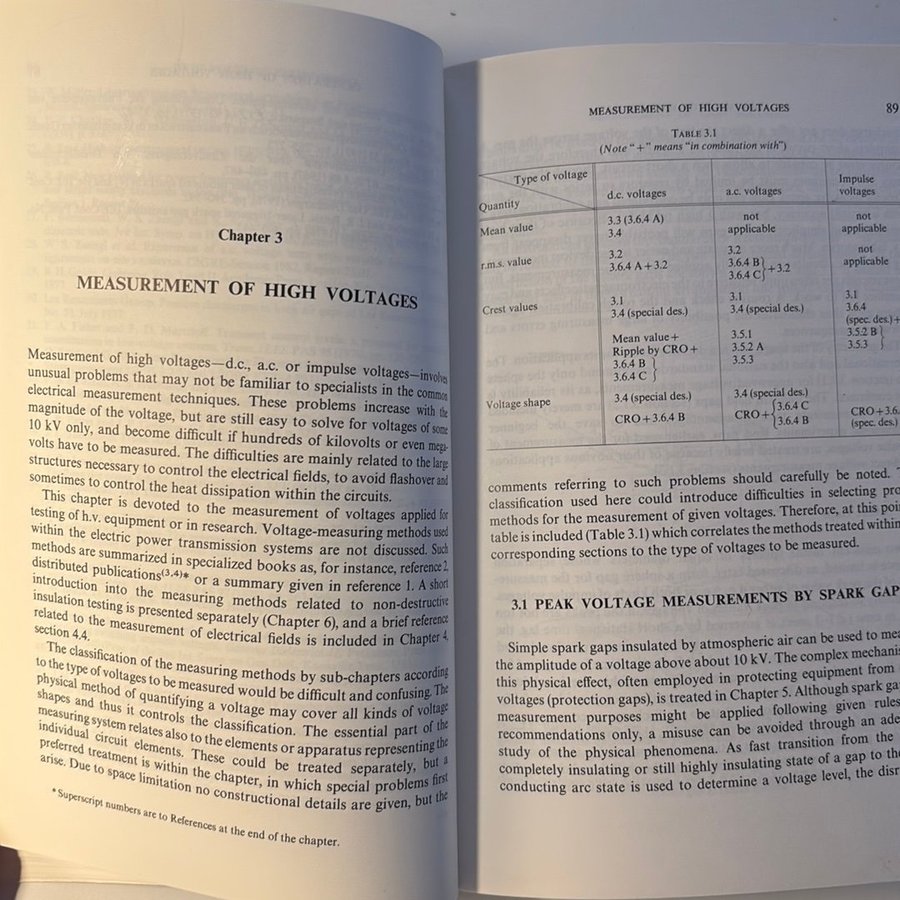 Chapter 3
MEASUREMENT OF HIGH VOLTAGES
Measurement of high voltages—d.c., a.c. or impulse voltages—involves
unusual problems that may not be familiar to specialists in the common
electrical measurement techniques. These problems increase with the
magnitude of the voltage, but are still easy to solve for voltages of some
10 kV only, and become difficult if hundreds of kilovolts or even mega-
volts have to be measured. The difficulties are mainly related to the large
structures necessary to control the electrical fields, to avoid flashover and
sometimes to control the heat dissipation within the circuits.
This chapter is devoted to the measurement of voltages applied for
testing of h.v. equipment or in research. Voltage-measuring methods used
within the electric power transmission systems are not discussed. Such
methods are summarized in specialized books as, for instance, reference 2,
distributed publications(3,4)* or a summary given in reference 1. A short
introduction into the measuring methods related to non-destructive
insulation testing is presented separately (Chapter 6), and a brief reference
related to the measurement of electrical fields is included in Chapter 4,
section 4.4.
The classification of the measuring methods by sub-chapters according
to the type of voltages to be measured would be difficult and confusing. The
physical method of quantifying a voltage may cover all kinds of voltage
shapes and thus it controls the classification. The essential part of the
measuring system relates also to the elements or apparatus representing the
individual circuit elements. These could be treated separately, but a
preferred treatment is within the chapter, in which special problems first
arise. Due to space limitation no constructional details are given, but the
* Superscript numbers are to References at the end of the chapter.
MEASUREMENT OF HIGH VOLTAGES 89
TABLE 3.1
(Note "+" means "in combination with")
Type of voltage
Quantity d.c. voltages a.c. voltages Impulse voltages
Mean value 3.3 (3.6.4 A) not not
3.4 applicable applicable
r.m.s. value 3.2 3.2 not
3.6.4 A+3.2 3.6.4 B} applicable
3.6.4 C}+3.2
Crest values 3.1 3.1 3.1
3.4 (special des.) 3.4 (special des.) 3.6.4
(spec. des.)+
Mean value+ 3.5.1 3.5.2 B}
Ripple by CRO+ 3.5.2 A 3.5.3 }
3.6.4 B} 3.5.3
3.6.4 C}
Voltage shape 3.4 (special des.) 3.4 (special des.)
CRO+3.6.4 B CRO+{3.6.4 C CRO+3.6.
{3.6.4 B (spec. des.)
comments referring to such problems should carefully be noted.
classification used here could introduce difficulties in selecting
methods for the measurement of given voltages. Therefore, at this
table is included (Table 3.1) which correlates the methods treated within
corresponding sections to the type of voltages to be measured.
3.1 PEAK VOLTAGE MEASUREMENTS BY SPARK GAP
Simple spark gaps insulated by atmospheric air can be used to
the amplitude of a voltage above about 10 kV. The complex
this physical effect, often employed in protecting equipment from
voltages (protection gaps), is treated in Chapter 5. Although spark
measurement purposes might be applied following given rules
recommendations only, a misuse can be avoided through an
study of the physical phenomena. As fast transition from the
completely insulating or still highly insulating state of a gap to the
conducting arc state is used to determine a voltage level, the